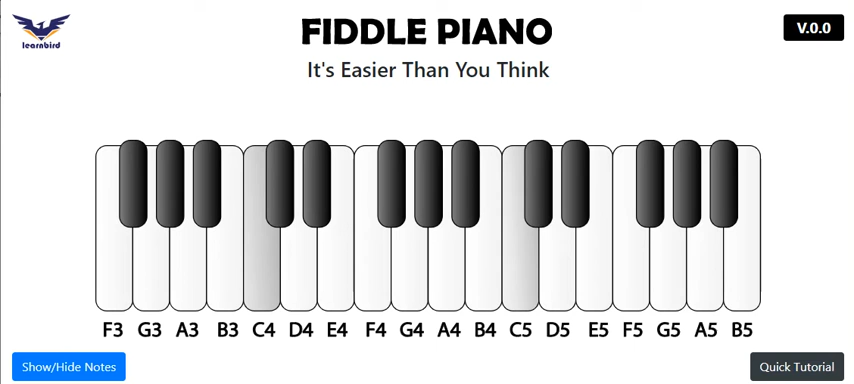 learnbird
FIDDLE PIANO
V.0.0
It's Easier Than You Think
F3 G3 A3 B3 C4 D4 E4 F4 G4 A4 B4 C5 D5 E5 F5 G5 A5 B5
Show/Hide Notes
Quick Tutorial